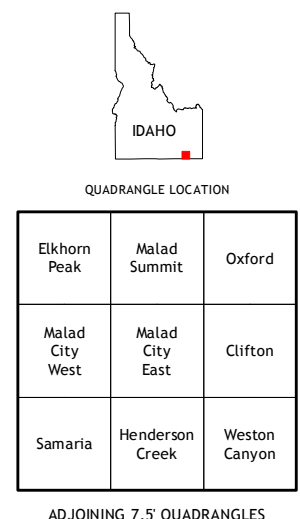 IDAHO
QUADRANGLE LOCATION
Elkhorn
Peak
Malad
Summit
Oxford
Malad
City
West
Malad
City
East
Clifton
Samaria
Henderson
Creek
Weston
Canyon
ADJOINING 7.5' QUADRANGLES